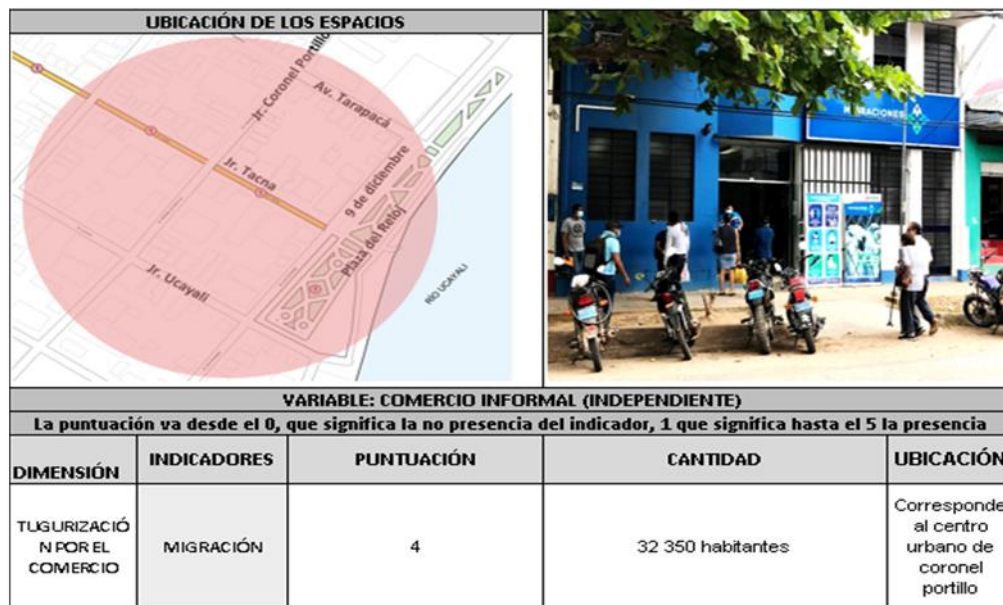 UBICACIÓN DE LOS ESPACIOS
Jr. Coronel Portillo
Av. Tarapacá
Jr. Tacna
9 de diciembre
Plaza del Reloj
Jr. Ucayali
RÍO UCAYALI
MIGRACIONES
VARIABLE: COMERCIO INFORMAL (INDEPENDIENTE)
La puntuación va desde el 0, que significa la no presencia del indicador, 1 que significa hasta el 5 la presencia
DIMENSIÓN
INDICADORES
PUNTUACIÓN
CANTIDAD
UBICACIÓN
TUGURIZACIÓ
N POR EL
COMERCIO
MIGRACIÓN
4
32 350 habitantes
Corresponde
al centro
urbano de
coronel
portillo